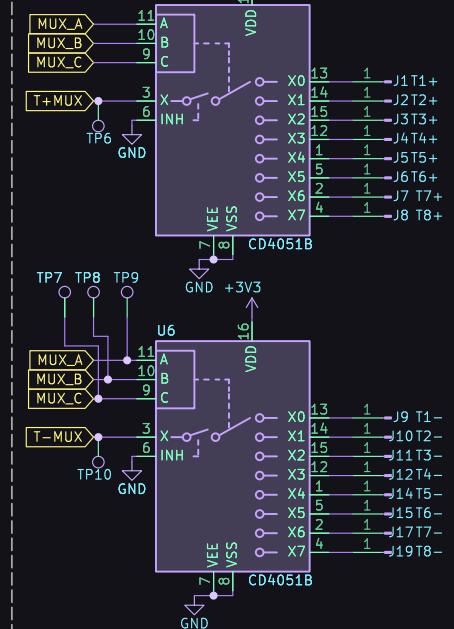 VDD
MUX_A 11 A
MUX_B 10 B
MUX_C 9 C
X0 13 1 J1 T1+
T+MUX 3 X X1 14 1 J2 T2+
6 INH X2 15 1 J3 T3+
TP6 GND X3 12 1 J4 T4+
X4 1 1 J5 T5+
X5 5 1 J6 T6+
X6 2 1 J7 T7+
X7 4 1 J8 T8+
VEE VSS
7 8 CD4051B
GND +3V3
TP7 TP8 TP9
U6 16
VDD
MUX_A 11 A
MUX_B 10 B
MUX_C 9 C
X0 13 1 J9 T1-
T-MUX 3 X X1 14 1 J10 T2-
6 INH X2 15 1 J11 T3-
TP10 GND X3 12 1 J12 T4-
X4 1 1 J14 T5-
X5 5 1 J15 T6-
X6 2 1 J17 T7-
X7 4 1 J19 T8-
VEE VSS
7 8 CD4051B
GND